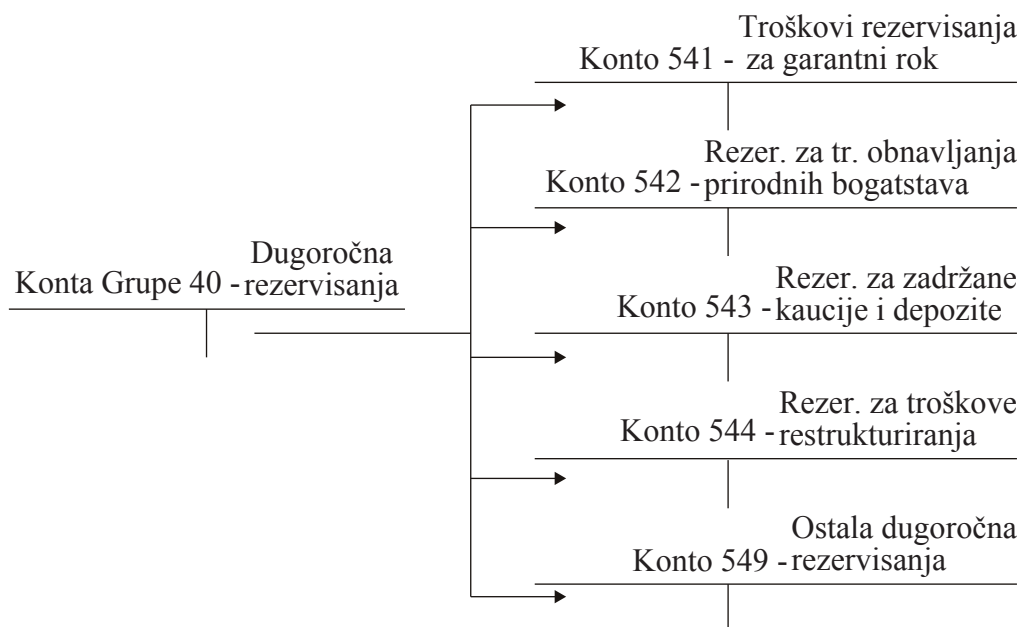 Troškovi rezervisanja
Konto 541 - za garantni rok
Rezer. za tr. obnavljanja
Konto 542 - prirodnih bogatstava
Dugoročna
Konta Grupe 40 - rezervisanja
Rezer. za zadržane
Konto 543 - kaucije i depozite
Rezer. za troškove
Konto 544 - restrukturiranja
Ostala dugoročna
Konto 549 - rezervisanja